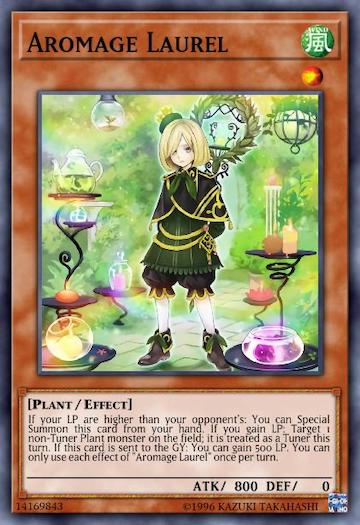 AROMAGE LAUREL
WIND
風
[PLANT / EFFECT]
If your LP are higher than your opponent's: You can Special
Summon this card from your hand. If you gain LP: Target 1
non-Tuner Plant monster on the field; it is treated as a Tuner this
turn. If this card is sent to the GY: You can gain 500 LP. You can
only use each effect of "Aromage Laurel" once per turn.
ATK/ 800 DEF/ 0
14169843
©1996 KAZUKI TAKAHASHI